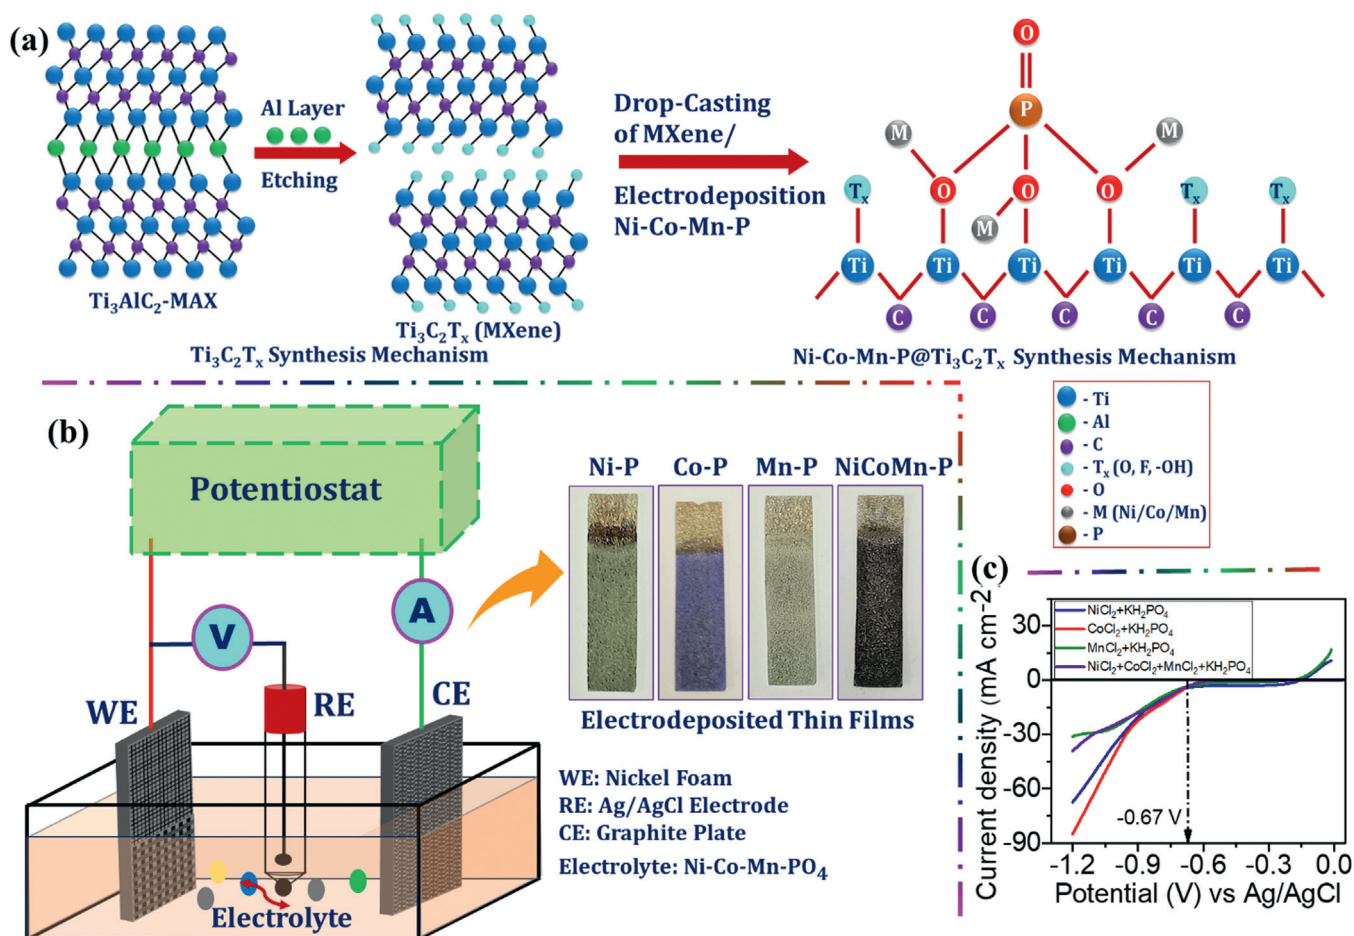 (a)
Al Layer
Etching
Ti₃AlC₂-MAX
Ti₃C₂Tₓ (MXene)
Ti₃C₂Tₓ Synthesis Mechanism
Drop-Casting
of MXene/
Electrodeposition
Ni-Co-Mn-P
O
P
M
M
Tₓ
O
O
O
Tₓ
Tₓ
M
Ti
Ti
Ti
Ti
Ti
Ti
C
C
C
C
C
Ni-Co-Mn-P@Ti₃C₂Tₓ Synthesis Mechanism
- Ti
- Al
- C
- Tₓ (O, F, -OH)
- O
- M (Ni/Co/Mn)
- P
(b)
Potentiostat
V
A
WE
RE
CE
Electrolyte
Ni-P
Co-P
Mn-P
NiCoMn-P
Electrodeposited Thin Films
WE: Nickel Foam
RE: Ag/AgCl Electrode
CE: Graphite Plate
Electrolyte: Ni-Co-Mn-PO₄
(c)
Current density (mA cm-2)
30
0
-30
-60
-90
NiCl₂+KH₂PO₄
CoCl₂+KH₂PO₄
MnCl₂+KH₂PO₄
NiCl₂+CoCl₂+MnCl₂+KH₂PO₄
-0.67 V
-1.2
-0.9
-0.6
-0.3
0.0
Potential (V) vs Ag/AgCl